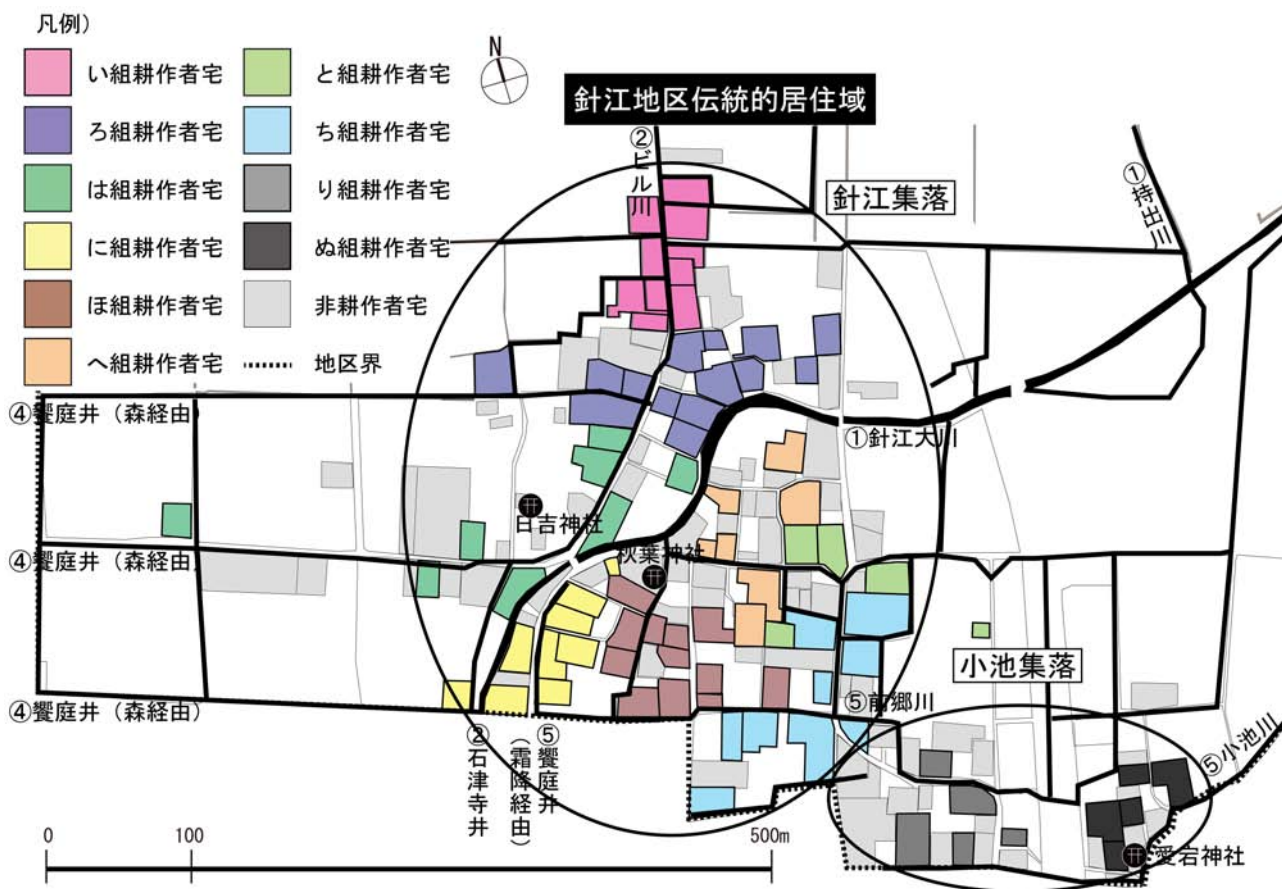 凡例)
い組耕作者宅
ろ組耕作者宅
は組耕作者宅
に組耕作者宅
ほ組耕作者宅
へ組耕作者宅
と組耕作者宅
ち組耕作者宅
り組耕作者宅
ぬ組耕作者宅
非耕作者宅
地区界
N
針江地区伝統的居住域
②ビル川
針江集落
①持出川
④饗庭井（森経由）
①針江大川
日吉神社
④饗庭井（森経由）
秋葉神社
小池集落
④饗庭井（森経由）
⑤前郷川
②石津寺井
⑤饗庭井
（霜降経由）
⑤小池川
愛宕神社
0
100
500m